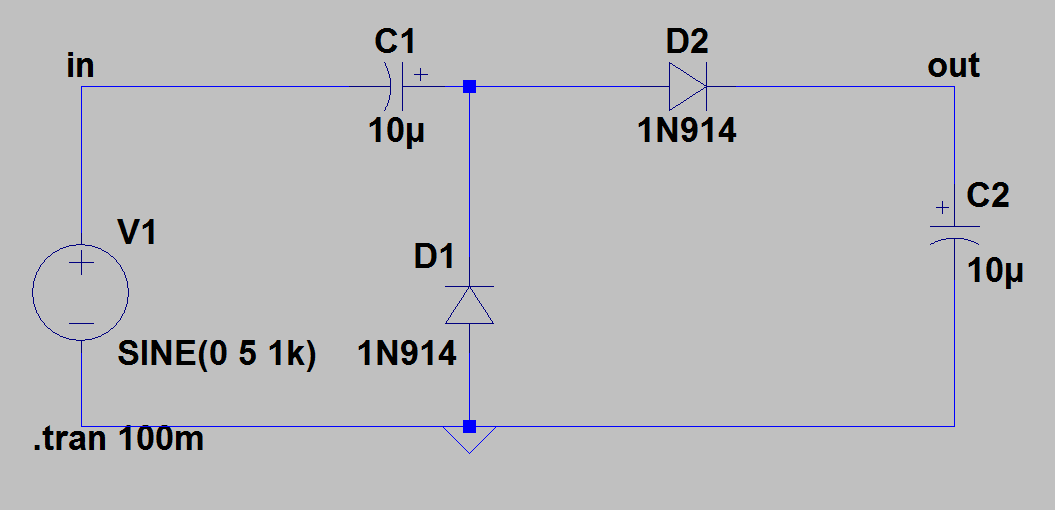 in
C1
+
10µ
D2
1N914
out
V1
SINE(0 5 1k)
D1
1N914
+
C2
10µ
.tran 100m